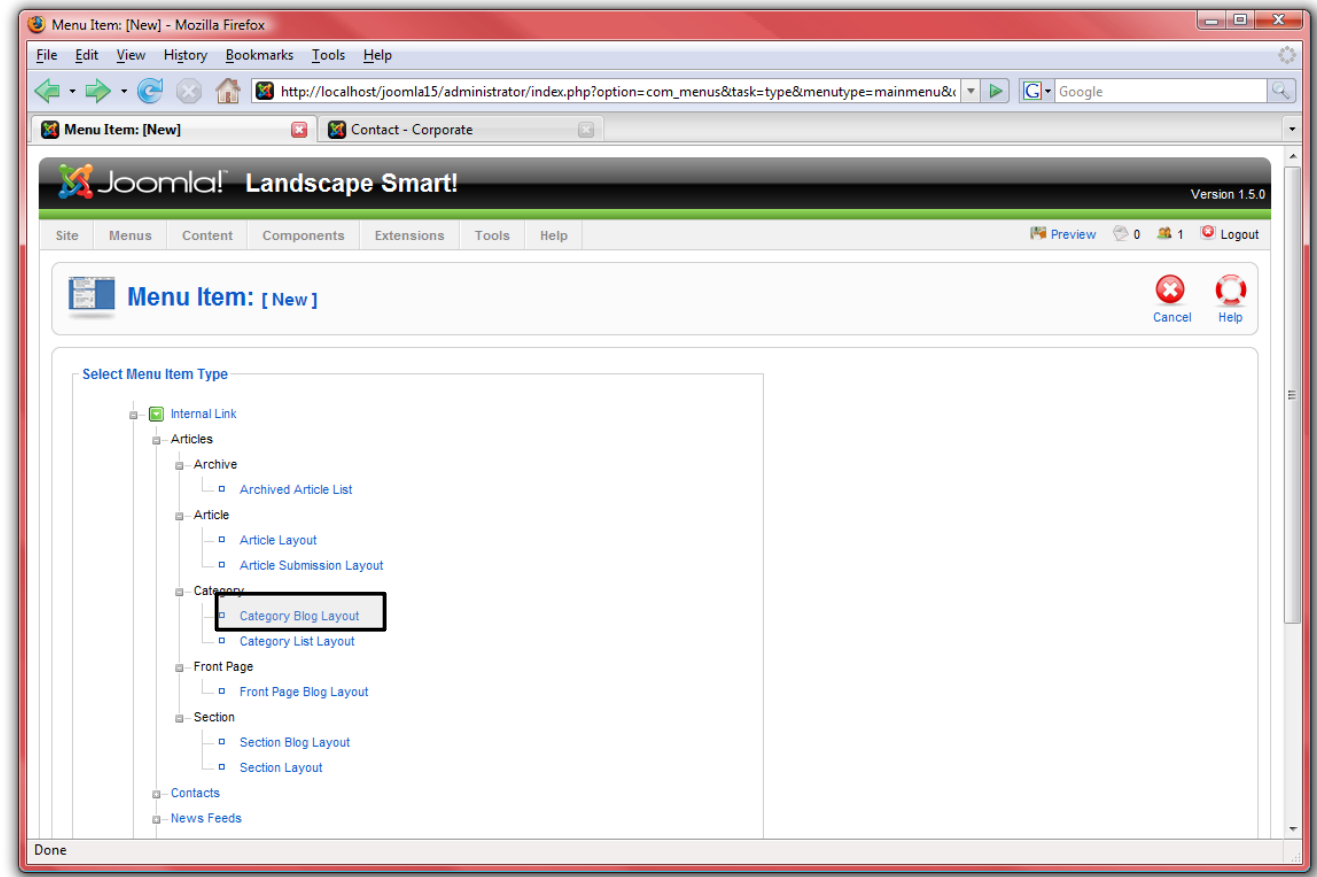 Menu Item: [New] - Mozilla Firefox
File Edit View History Bookmarks Tools Help
http://localhost/joomla15/administrator/index.php?option=com_menus&task=type&menutype=mainmenu& Google
Menu Item: [New] Contact - Corporate
Joomla!™ Landscape Smart!
Version 1.5.0
Site Menus Content Components Extensions Tools Help Preview 0 1 Logout
Menu Item: [ New ]
Cancel Help
Select Menu Item Type
Internal Link
Articles
Archive
Archived Article List
Article
Article Layout
Article Submission Layout
Category
Category Blog Layout
Category List Layout
Front Page
Front Page Blog Layout
Section
Section Blog Layout
Section Layout
Contacts
News Feeds
Done